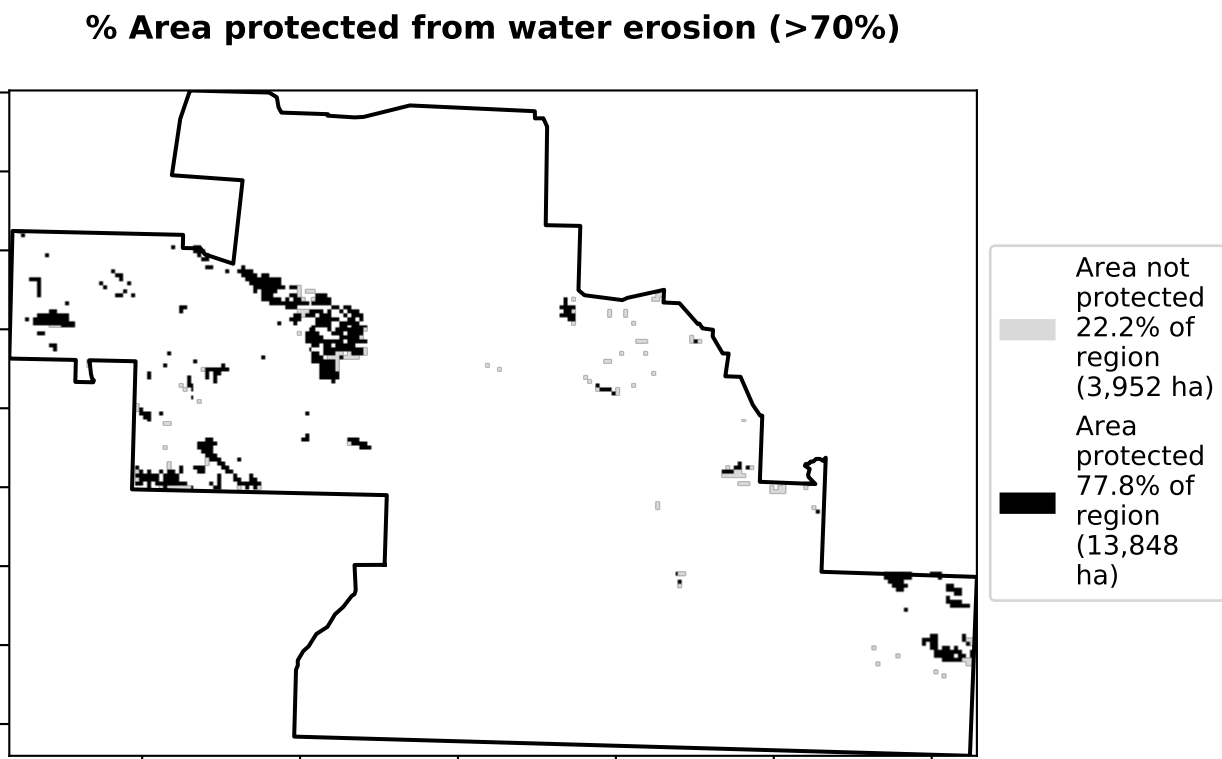 % Area protected from water erosion (>70%)
Area not
protected
22.2% of
region
(3,952 ha)
Area
protected
77.8% of
region
(13,848
ha)